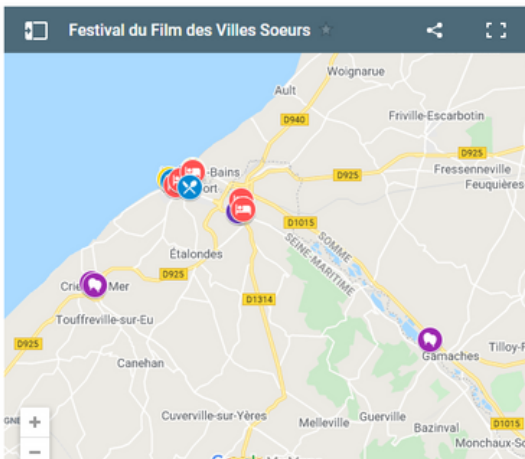 Festival du Film des Villes Soeurs
Woignarue
Ault
D940
Friville-Escarbotin
D925
Fressenneville
-Bains
D925
Feuquières
ort
D1015
SOMME
SEINE-MARITIME
Étalondes
D925
Crie Mer
D1314
Touffreville-sur-Eu
D925
Tilloy-F
Gamaches
Canehan
Cuverville-sur-Yères
Melleville
Guerville
Bazinval
D1015
Monchaux-So
+
−